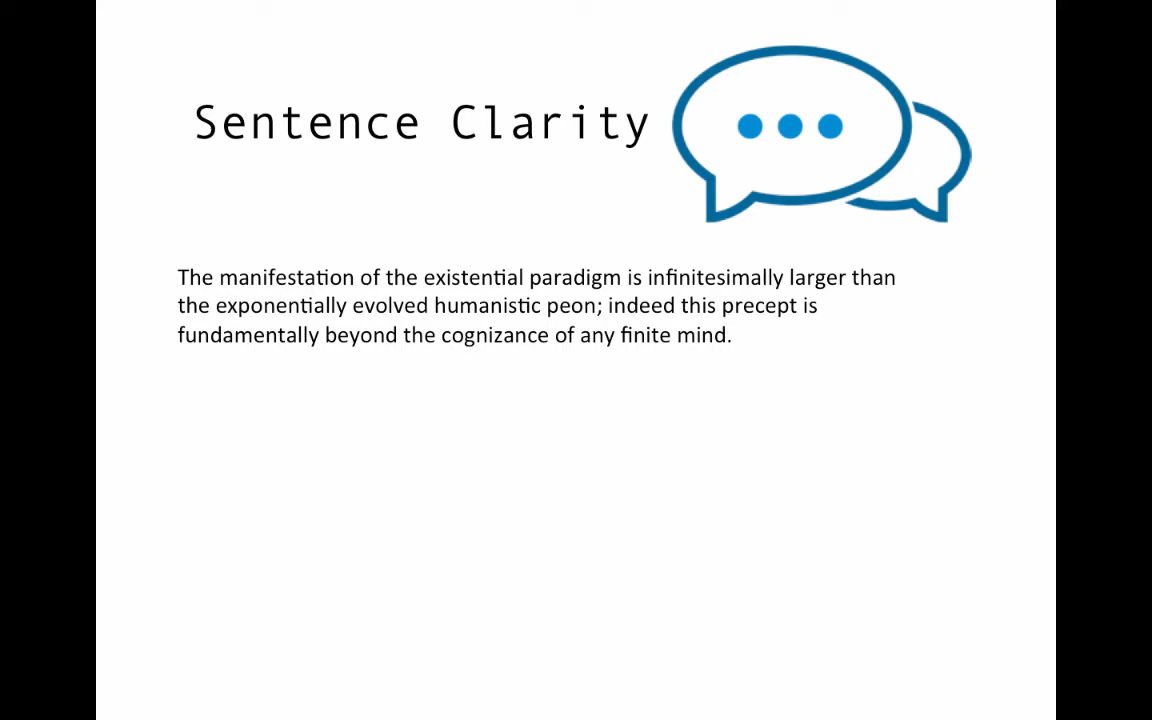 Sentence Clarity
The manifestation of the existential paradigm is infinitesimally larger than
the exponentially evolved humanistic peon; indeed this precept is
fundamentally beyond the cognizance of any finite mind.